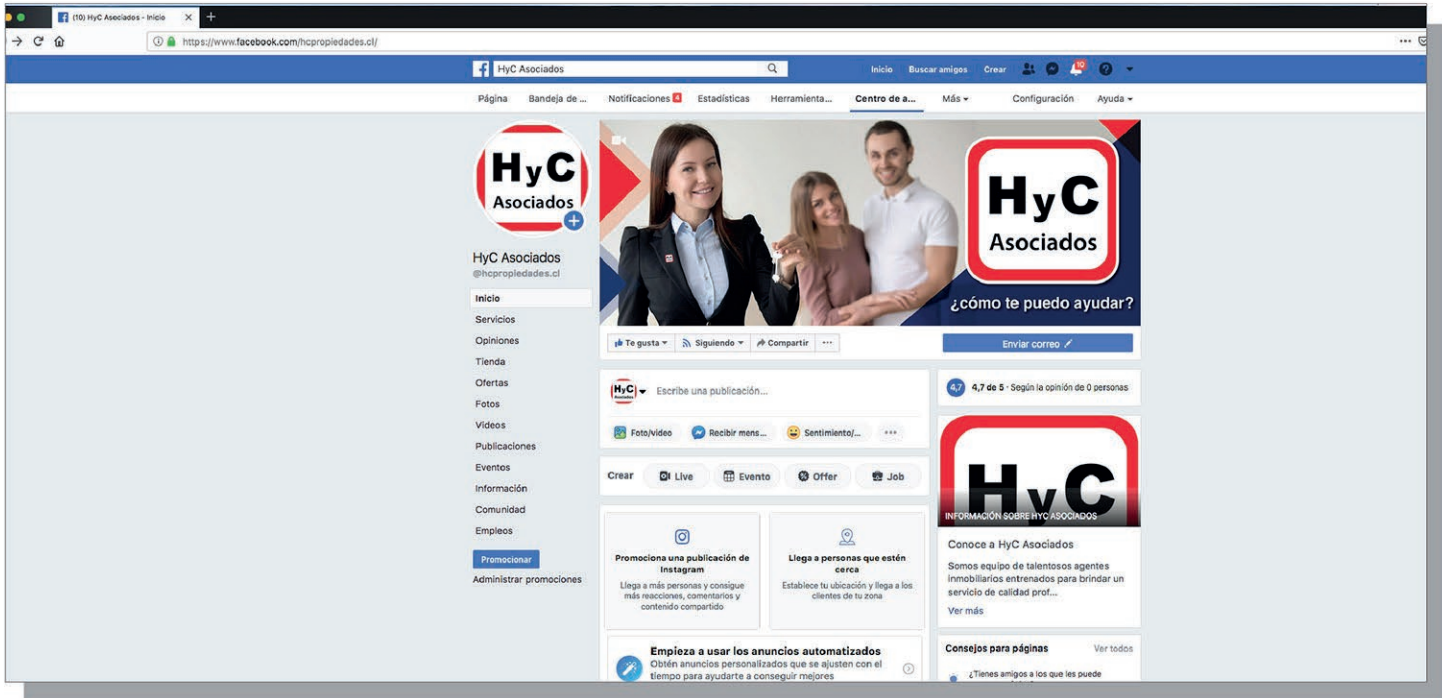 (10) HyC Asociados - Inicio
https://www.facebook.com/hcpropiedades.cl/
HyC Asociados
Inicio Buscar amigos Crear 10
Página Bandeja de ... Notificaciones 4 Estadísticas Herramienta... Centro de a... Más Configuración Ayuda
HyC
Asociados
HyC Asociados
@hcpropiedades.cl
Inicio
Servicios
Opiniones
Tienda
Ofertas
Fotos
Videos
Publicaciones
Eventos
Información
Comunidad
Empleos
Promocionar
Administrar promociones
HyC
Asociados
¿cómo te puedo ayudar?
Te gusta Siguiendo Compartir ...
Enviar correo
HyC
Asociados
Escribe una publicación...
Foto/video Recibir mens... Sentimiento/... ...
Crear Live Evento Offer Job
Promociona una publicación de
Instagram
Llega a más personas y consigue
más reacciones, comentarios y
contenido compartido
Llega a personas que estén
cerca
Establece tu ubicación y llega a los
clientes de tu zona
Empieza a usar los anuncios automatizados
Obtén anuncios personalizados que se ajusten con el
tiempo para ayudarte a conseguir mejores
4,7 4,7 de 5 · Según la opinión de 0 personas
HyC
INFORMACIÓN SOBRE HYC ASOCIADOS
Conoce a HyC Asociados
Somos equipo de talentosos agentes
inmobiliarios entrenados para brindar un
servicio de calidad prof...
Ver más
Consejos para páginas Ver todos
¿Tienes amigos a los que les puede